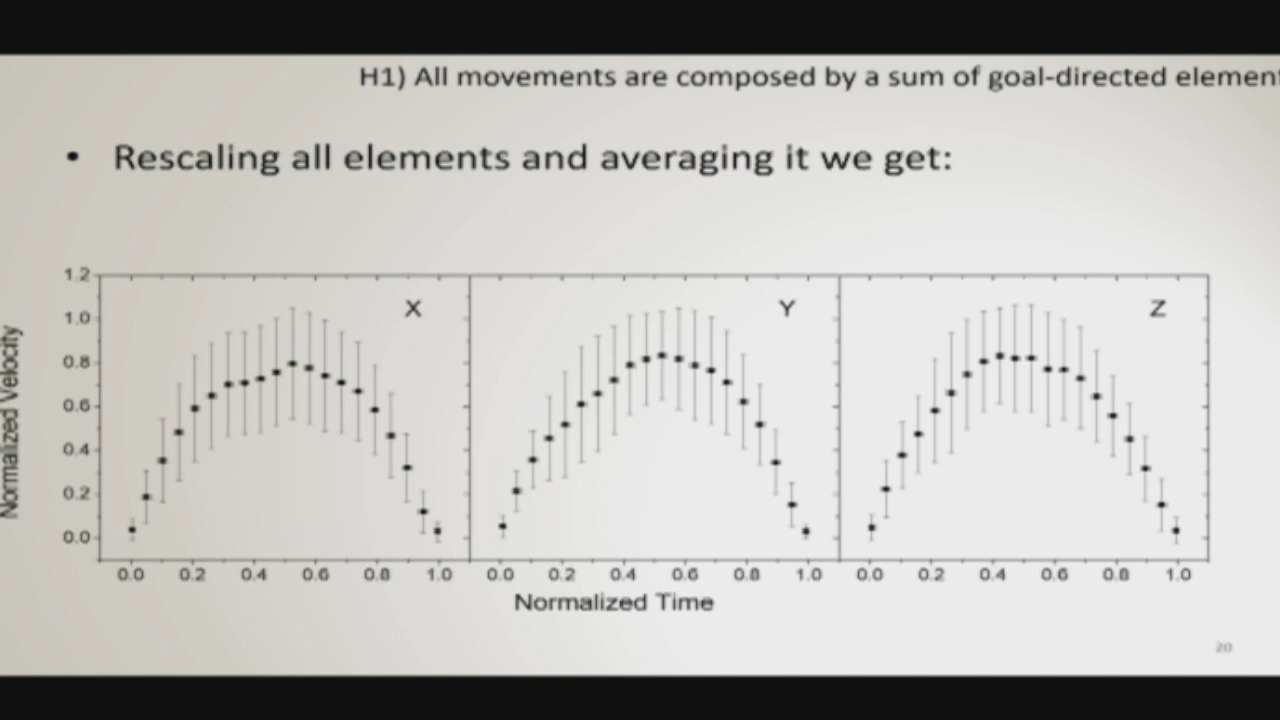 H1) All movements are composed by a sum of goal-directed element
• Rescaling all elements and averaging it we get:
Normalized Velocity
1.2
1.0
0.8
0.6
0.4
0.2
0.0
X
Y
Z
0.0 0.2 0.4 0.6 0.8 1.0
0.0 0.2 0.4 0.6 0.8 1.0
0.0 0.2 0.4 0.6 0.8 1.0
Normalized Time
20